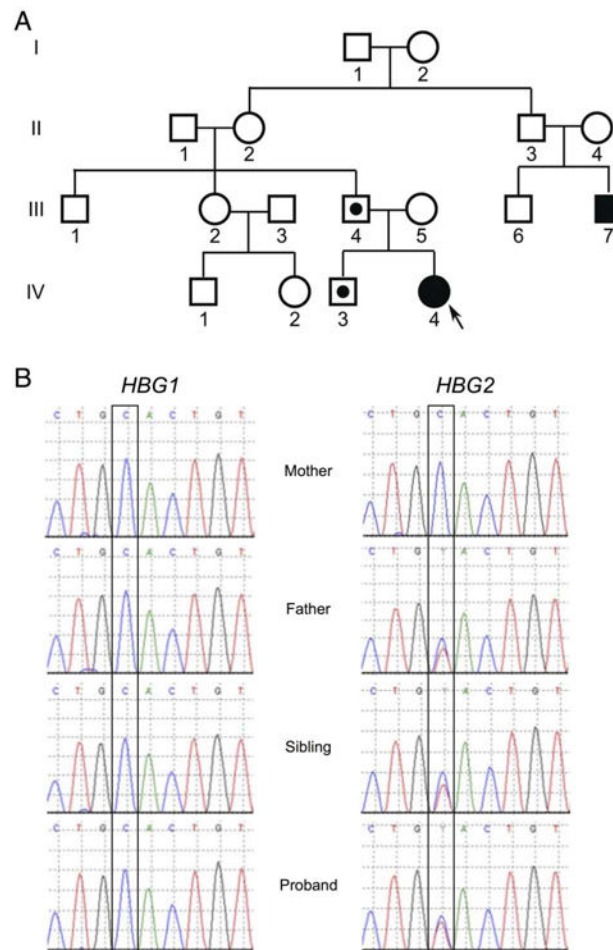 A
I
1 2
II
1 2 3 4
III
1 2 3 4 5 6 7
IV
1 2 3 4
B
HBG1 HBG2
C T G C A C T G T C T G C A C T G T
Mother
C T G C A C T G T C T G Y A C T G T
Father
C T G C A C T G T C T G Y A C T G T
Sibling
C T G C A C T G T C T G Y A C T G T
Proband